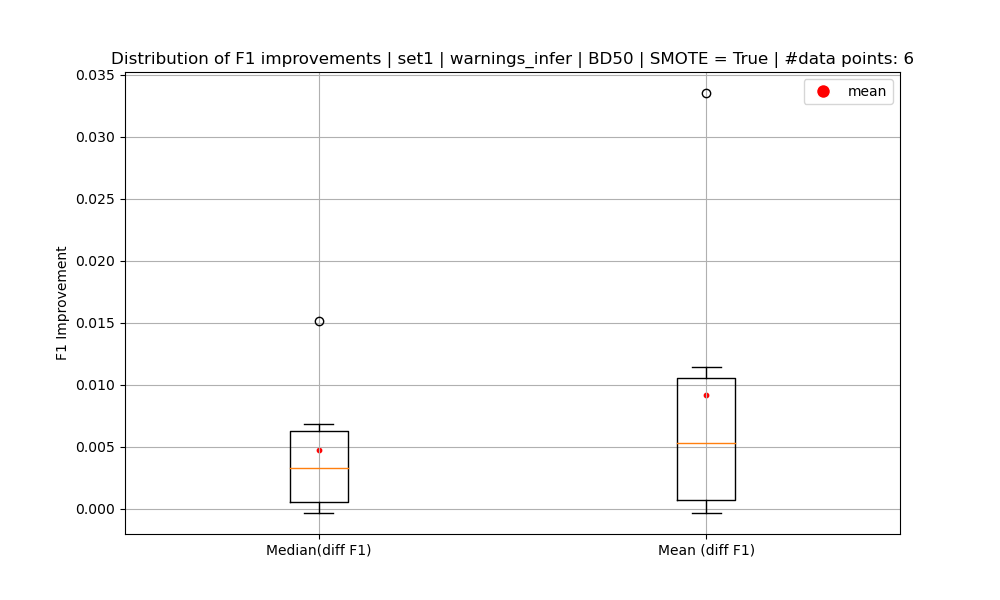 Distribution of F1 improvements | set1 | warnings_infer | BD50 | SMOTE = True | #data points: 6
mean
0.035
0.030
0.025
0.020
0.015
0.010
0.005
0.000
F1 Improvement
Median(diff F1)
Mean (diff F1)